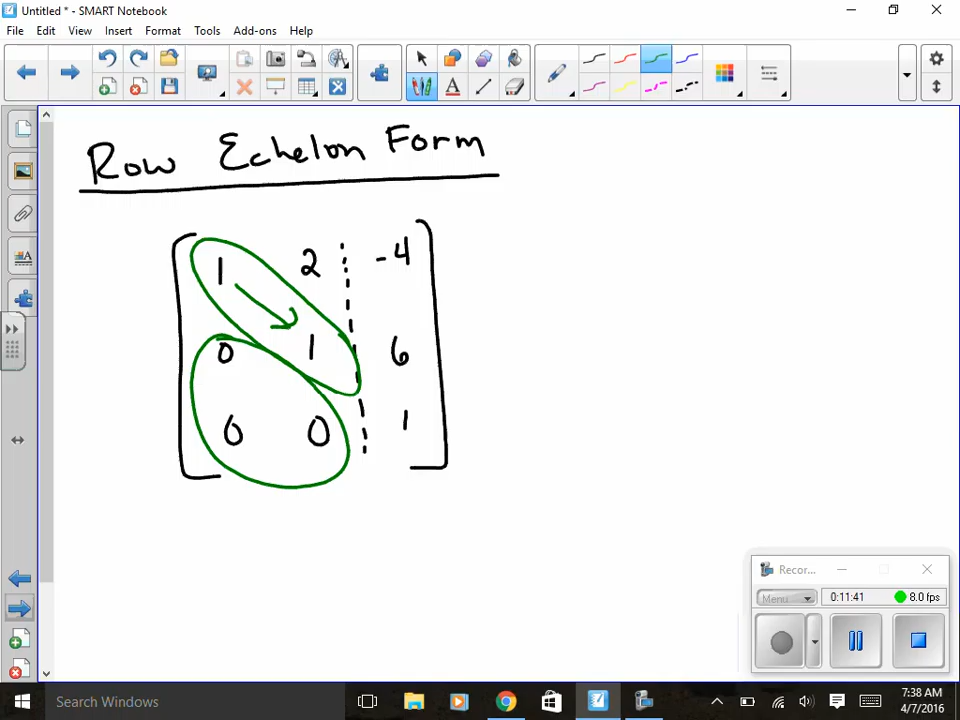 Untitled * - SMART Notebook
File Edit View Insert Format Tools Add-ons Help
Row Echelon Form
1 2 -4
0 1 6
0 0 1
Recor...
Menu 0:11:41 8.0 fps
Search Windows
7:38 AM
4/7/2016